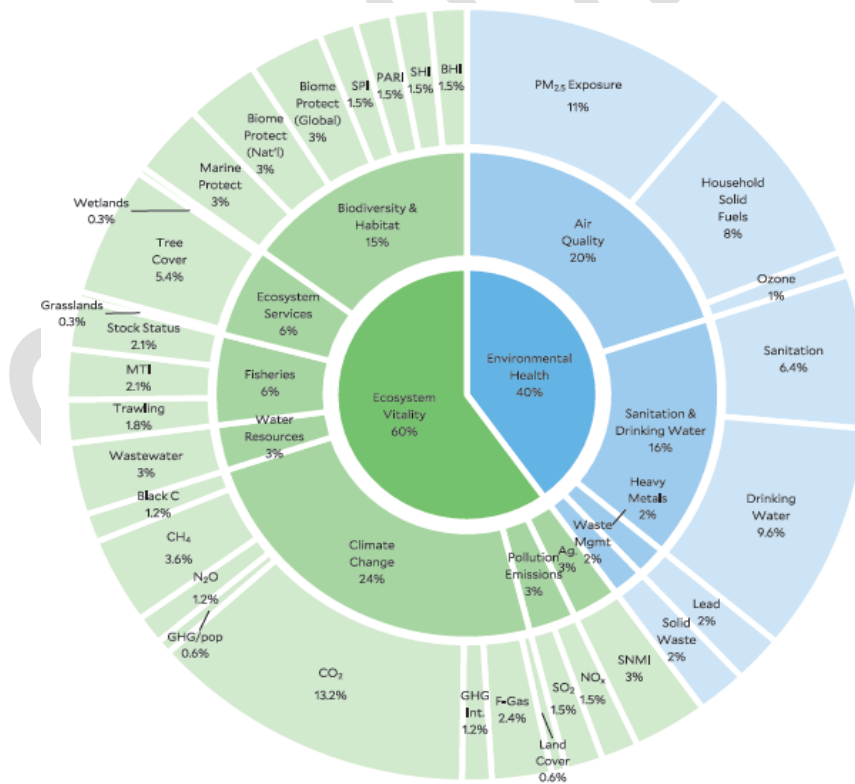 Environmental
Health
40%
Ecosystem
Vitality
60%
Air
Quality
20%
Sanitation &
Drinking Water
16%
Heavy
Metals
2%
Waste
Mgmt
2%
Ag.
3%
Pollution
Emissions
3%
Climate
Change
24%
Water
Resources
3%
Fisheries
6%
Ecosystem
Services
6%
Biodiversity &
Habitat
15%
PM2.5 Exposure
11%
Household
Solid
Fuels
8%
Ozone
1%
Sanitation
6.4%
Drinking
Water
9.6%
Lead
2%
Solid
Waste
2%
SNMI
3%
NOx
1.5%
SO2
1.5%
Land
Cover
0.6%
F-Gas
2.4%
GHG
Int.
1.2%
CO2
13.2%
GHG/pop
0.6%
N2O
1.2%
CH4
3.6%
Black C
1.2%
Wastewater
3%
Trawling
1.8%
MTI
2.1%
Stock Status
2.1%
Grasslands
0.3%
Tree
Cover
5.4%
Wetlands
0.3%
Marine
Protect
3%
Biome
Protect
(Nat'l)
3%
Biome
Protect
(Global)
3%
SPI
1.5%
PARI
1.5%
SHI
1.5%
BHI
1.5%